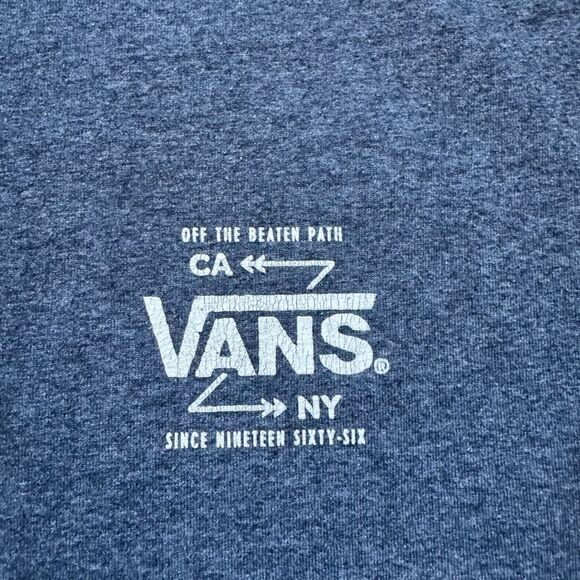 OFF THE BEATEN PATH
CA
VANS®
NY
SINCE NINETEEN SIXTY-SIX